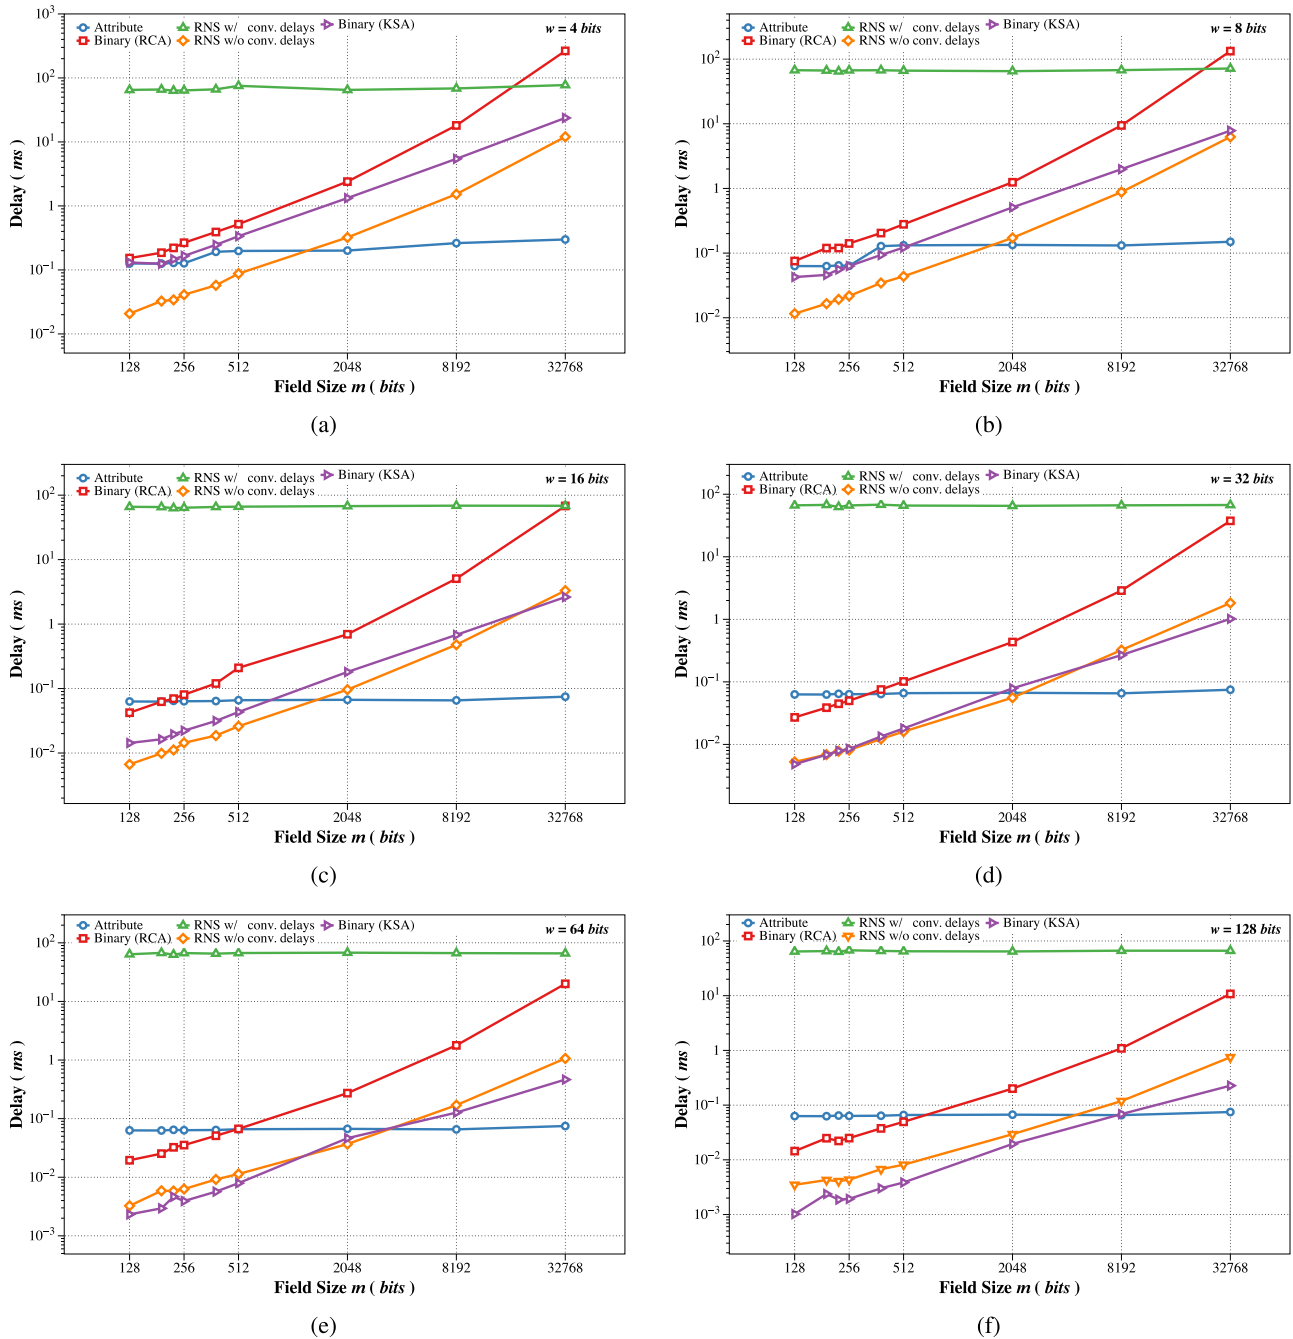 Attribute RNS w/ conv. delays Binary (KSA) w = 4 bits
Binary (RCA) RNS w/o conv. delays
10³
10²
10¹
1
10⁻¹
10⁻²
Delay ( ms)
128 256 512 2048 8192 32768
Field Size m ( bits)
(a)
Attribute RNS w/ conv. delays Binary (KSA) w = 8 bits
Binary (RCA) RNS w/o conv. delays
10²
10¹
1
10⁻¹
10⁻²
Delay ( ms)
128 256 512 2048 8192 32768
Field Size m ( bits)
(b)
Attribute RNS w/ conv. delays Binary (KSA) w = 16 bits
Binary (RCA) RNS w/o conv. delays
10²
10¹
1
10⁻¹
10⁻²
Delay ( ms)
128 256 512 2048 8192 32768
Field Size m ( bits)
(c)
Attribute RNS w/ conv. delays Binary (KSA) w = 32 bits
Binary (RCA) RNS w/o conv. delays
10²
10¹
1
10⁻¹
10⁻²
Delay ( ms)
128 256 512 2048 8192 32768
Field Size m ( bits)
(d)
Attribute RNS w/ conv. delays Binary (KSA) w = 64 bits
Binary (RCA) RNS w/o conv. delays
10²
10¹
1
10⁻¹
10⁻²
10⁻³
Delay ( ms)
128 256 512 2048 8192 32768
Field Size m ( bits)
(e)
Attribute RNS w/ conv. delays Binary (KSA) w = 128 bits
Binary (RCA) RNS w/o conv. delays
10²
10¹
1
10⁻¹
10⁻²
10⁻³
Delay ( ms)
128 256 512 2048 8192 32768
Field Size m ( bits)
(f)